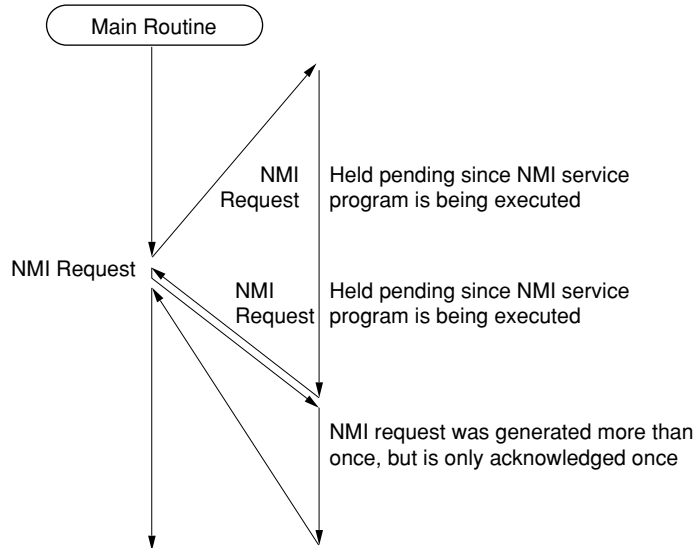 Main Routine
NMI
Request
Held pending since NMI service
program is being executed
NMI Request
NMI
Request
Held pending since NMI service
program is being executed
NMI request was generated more than
once, but is only acknowledged once